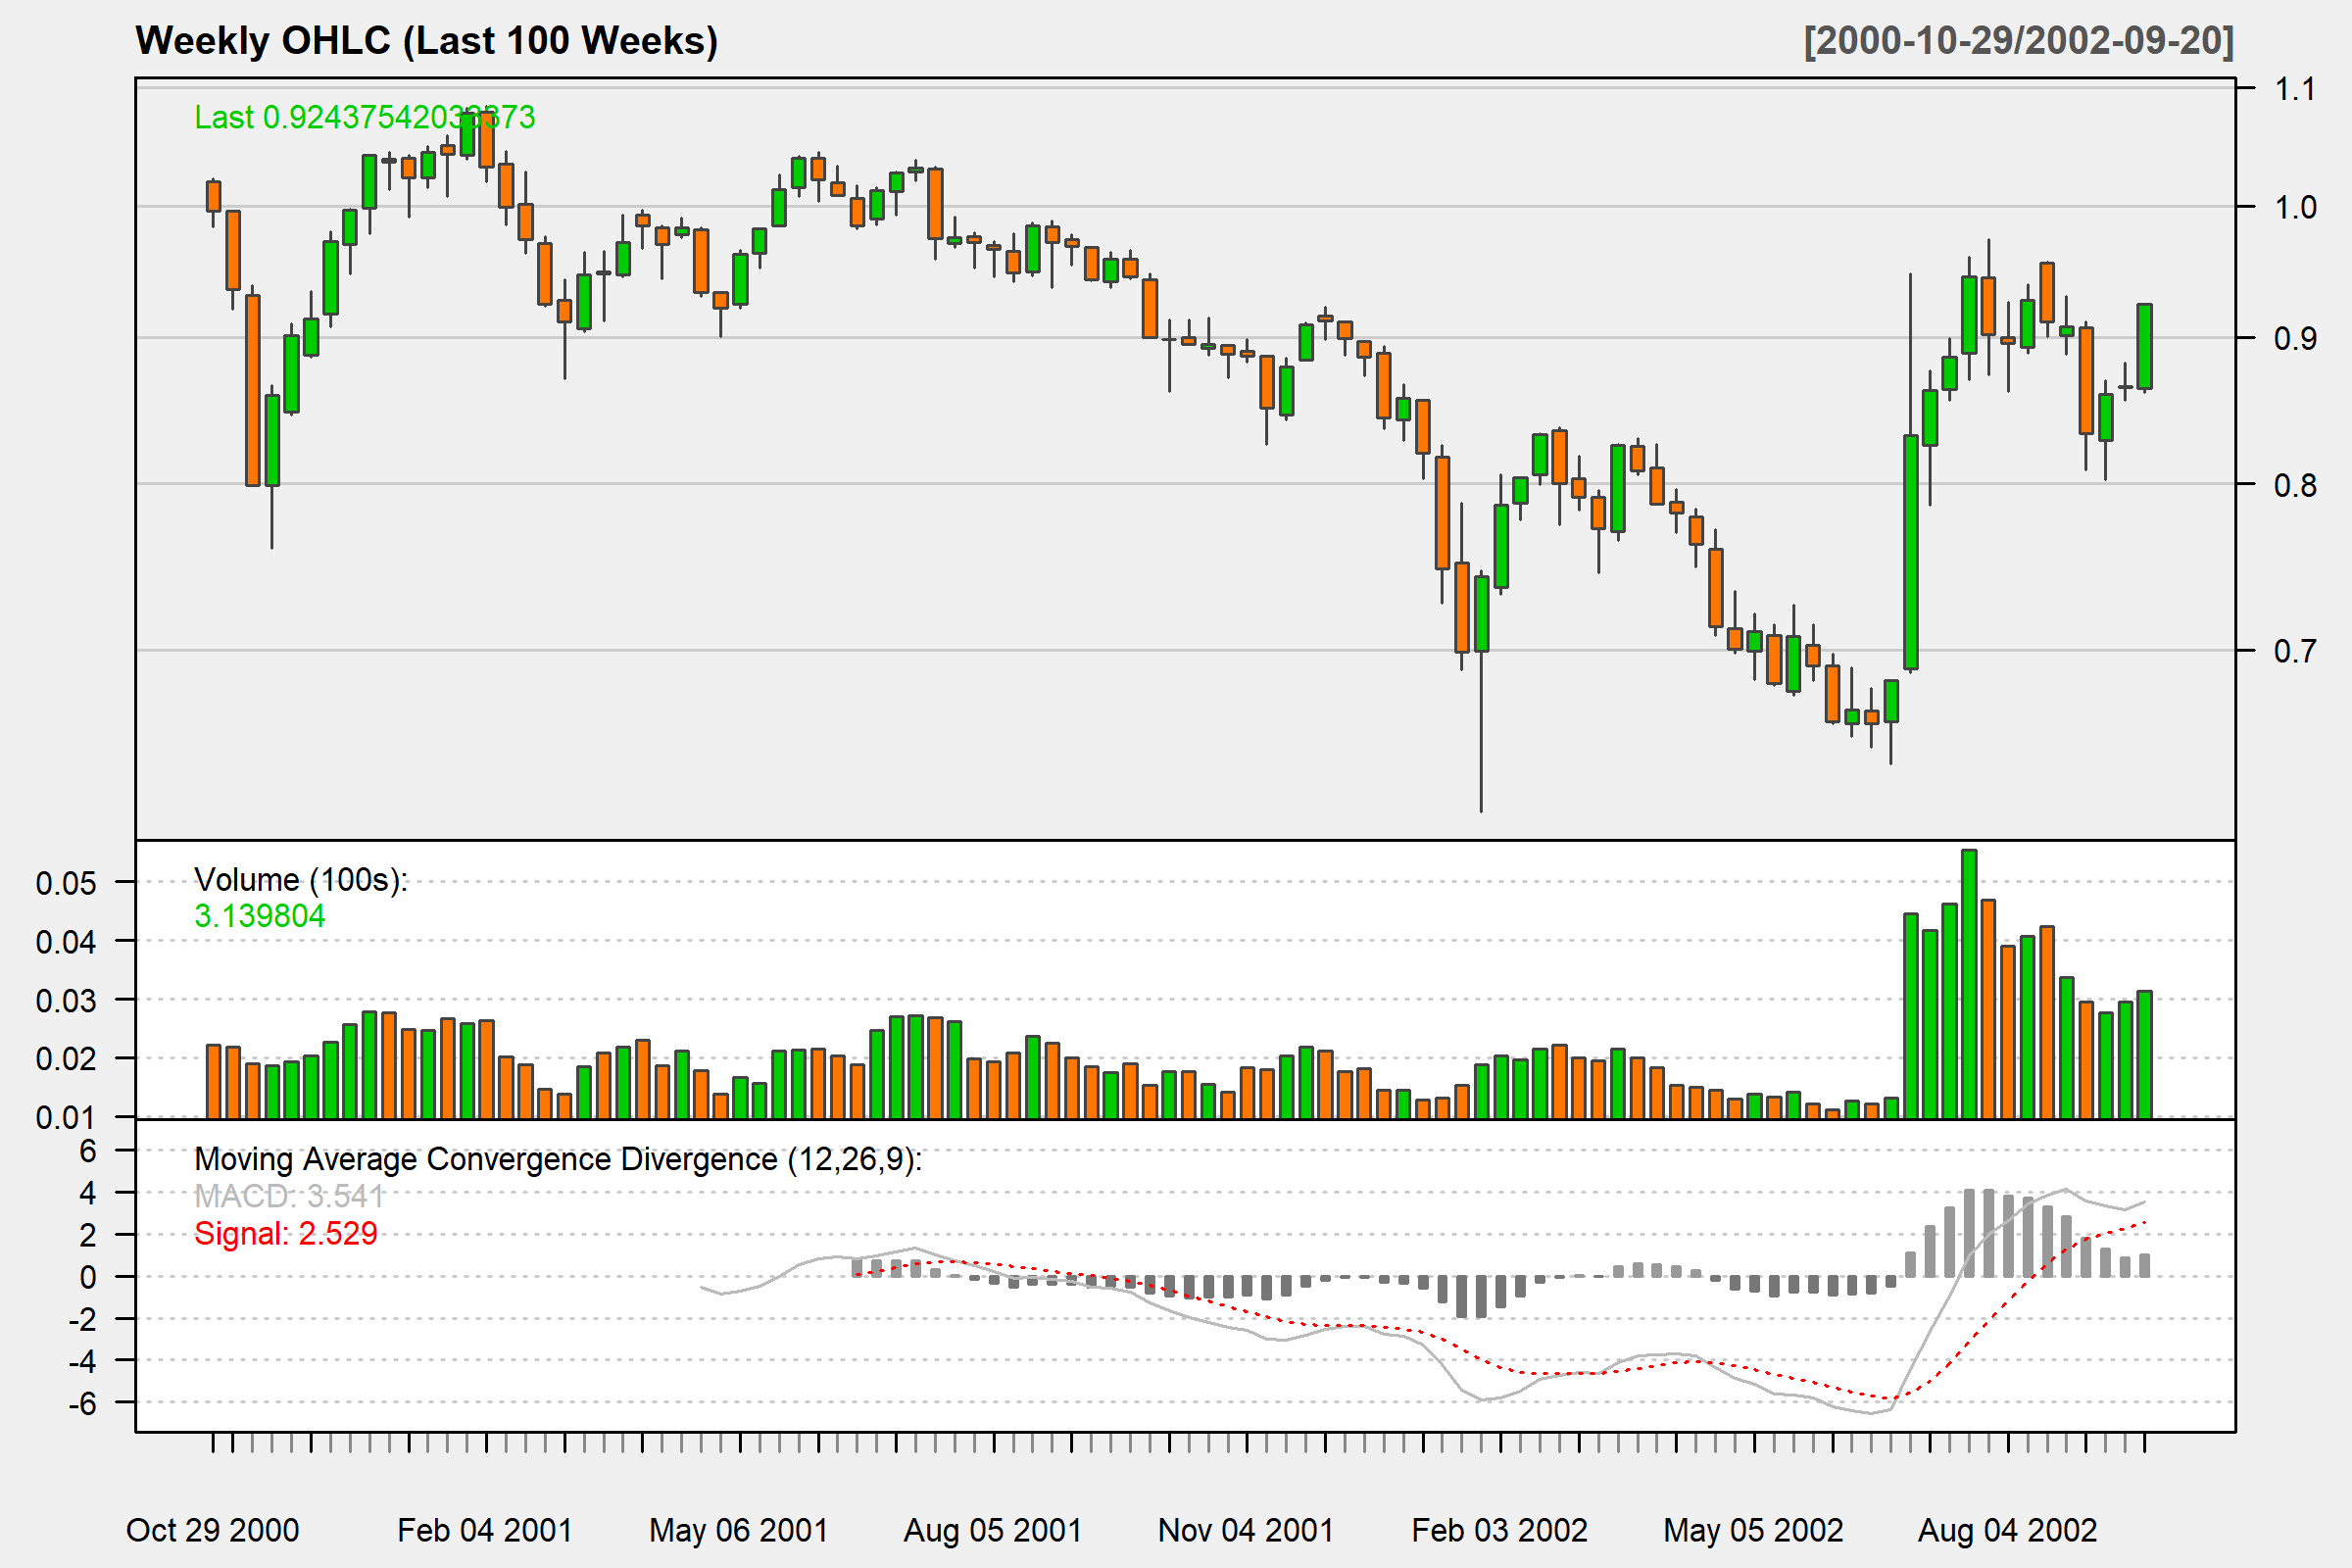 Weekly OHLC (Last 100 Weeks)
[2000-10-29/2002-09-20]
Last 0.92437542033373
1.1
1.0
0.9
0.8
0.7
Volume (100s):
3.139804
0.05
0.04
0.03
0.02
0.01
Moving Average Convergence Divergence (12,26,9):
MACD: 3.541
Signal: 2.529
6
4
2
0
-2
-4
-6
Oct 29 2000
Feb 04 2001
May 06 2001
Aug 05 2001
Nov 04 2001
Feb 03 2002
May 05 2002
Aug 04 2002